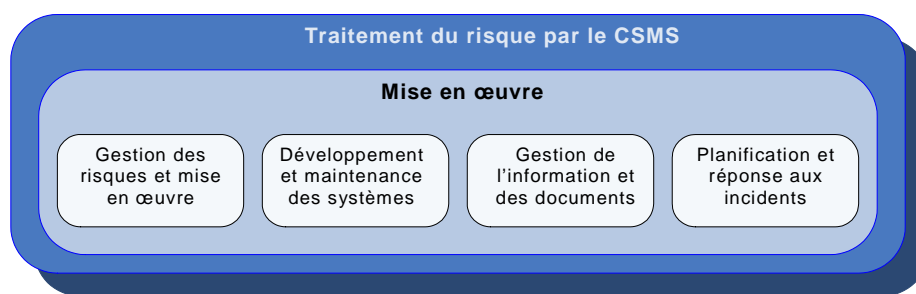 Traitement du risque par le CSMS
Mise en œuvre
Gestion des
risques et mise
en œuvre
Développement
et maintenance
des systèmes
Gestion de
l'information et
des documents
Planification et
réponse aux
incidents